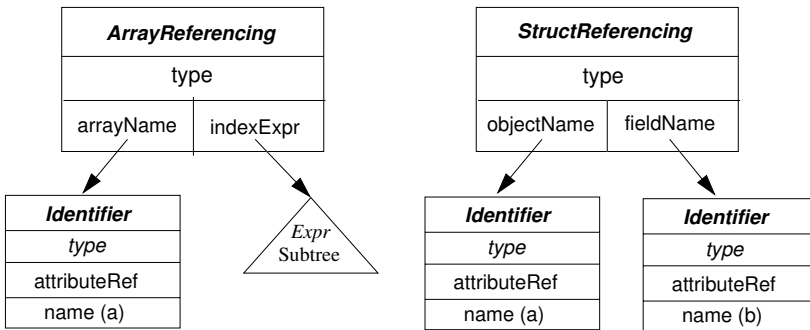 ArrayReferencing
type
arrayName
indexExpr
Identifier
type
attributeRef
name (a)
Expr
Subtree
StructReferencing
type
objectName
fieldName
Identifier
type
attributeRef
name (a)
Identifier
type
attributeRef
name (b)